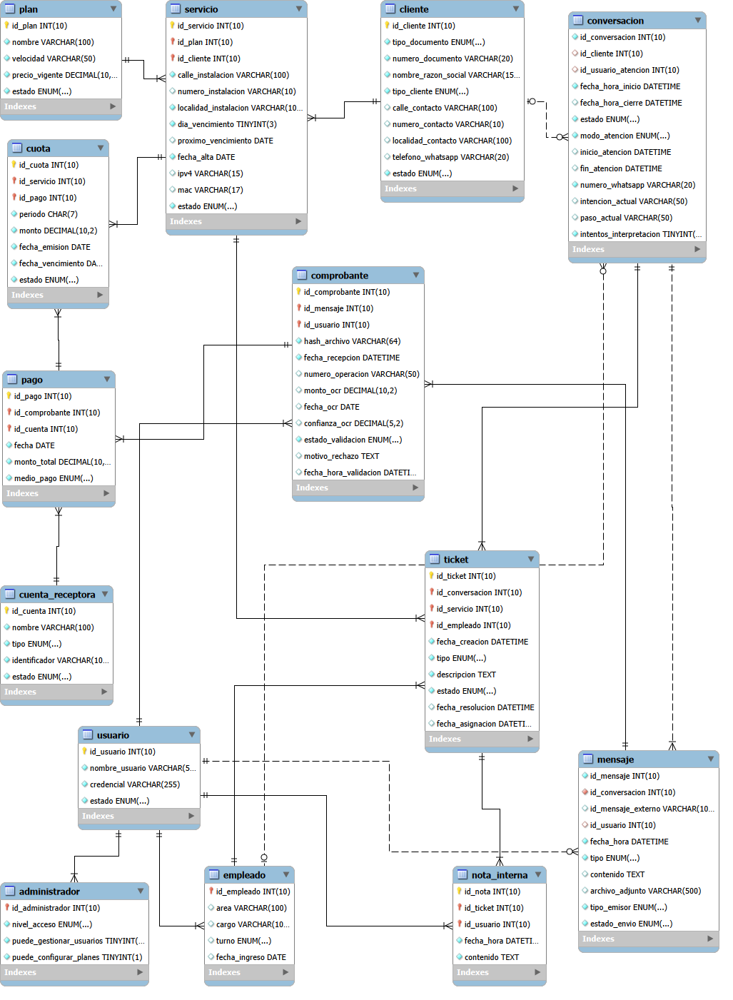 plan
id_plan INT(10)
nombre VARCHAR(100)
velocidad VARCHAR(50)
precio_vigente DECIMAL(10,...
estado ENUM(...)
Indexes
servicio
id_servicio INT(10)
id_plan INT(10)
id_cliente INT(10)
calle_instalacion VARCHAR(100)
numero_instalacion VARCHAR(10)
localidad_instalacion VARCHAR(10...
dia_vencimiento TINYINT(3)
proximo_vencimiento DATE
fecha_alta DATE
ipv4 VARCHAR(15)
mac VARCHAR(17)
estado ENUM(...)
Indexes
cliente
id_cliente INT(10)
tipo_documento ENUM(...)
numero_documento VARCHAR(20)
nombre_razon_social VARCHAR(15...
tipo_cliente ENUM(...)
calle_contacto VARCHAR(100)
numero_contacto VARCHAR(10)
localidad_contacto VARCHAR(100)
telefono_whatsapp VARCHAR(20)
estado ENUM(...)
Indexes
conversacion
id_conversacion INT(10)
id_cliente INT(10)
id_usuario_atencion INT(10)
fecha_hora_inicio DATETIME
fecha_hora_cierre DATETIME
estado ENUM(...)
modo_atencion ENUM(...)
inicio_atencion DATETIME
fin_atencion DATETIME
numero_whatsapp VARCHAR(20)
intencion_actual VARCHAR(50)
paso_actual VARCHAR(50)
intentos_interpretacion TINYINT(...
Indexes
cuota
id_cuota INT(10)
id_servicio INT(10)
id_pago INT(10)
periodo CHAR(7)
monto DECIMAL(10,2)
fecha_emision DATE
fecha_vencimiento DA...
estado ENUM(...)
Indexes
comprobante
id_comprobante INT(10)
id_mensaje INT(10)
id_usuario INT(10)
hash_archivo VARCHAR(64)
fecha_recepcion DATETIME
numero_operacion VARCHAR(50)
monto_ocr DECIMAL(10,2)
fecha_ocr DATE
confianza_ocr DECIMAL(5,2)
estado_validacion ENUM(...)
motivo_rechazo TEXT
fecha_hora_validacion DATETI...
Indexes
pago
id_pago INT(10)
id_comprobante INT(10)
id_cuenta INT(10)
fecha DATE
monto_total DECIMAL(10,...
medio_pago ENUM(...)
Indexes
ticket
id_ticket INT(10)
id_conversacion INT(10)
id_servicio INT(10)
id_empleado INT(10)
fecha_creacion DATETIME
tipo ENUM(...)
descripcion TEXT
estado ENUM(...)
fecha_resolucion DATETIME
fecha_asignacion DATETI...
Indexes
cuenta_receptora
id_cuenta INT(10)
nombre VARCHAR(100)
tipo ENUM(...)
identificador VARCHAR(10...
estado ENUM(...)
Indexes
usuario
id_usuario INT(10)
nombre_usuario VARCHAR(5...
credencial VARCHAR(255)
estado ENUM(...)
Indexes
mensaje
id_mensaje INT(10)
id_conversacion INT(10)
id_mensaje_externo VARCHAR(10...
id_usuario INT(10)
fecha_hora DATETIME
tipo ENUM(...)
contenido TEXT
archivo_adjunto VARCHAR(500)
tipo_emisor ENUM(...)
estado_envio ENUM(...)
Indexes
administrador
id_administrador INT(10)
nivel_acceso ENUM(...)
puede_gestionar_usuarios TINYINT(...
puede_configurar_planes TINYINT(1)
Indexes
empleado
id_empleado INT(10)
area VARCHAR(100)
cargo VARCHAR(10...
turno ENUM(...)
fecha_ingreso DATE
Indexes
nota_interna
id_nota INT(10)
id_ticket INT(10)
id_usuario INT(10)
fecha_hora DATETI...
contenido TEXT
Indexes